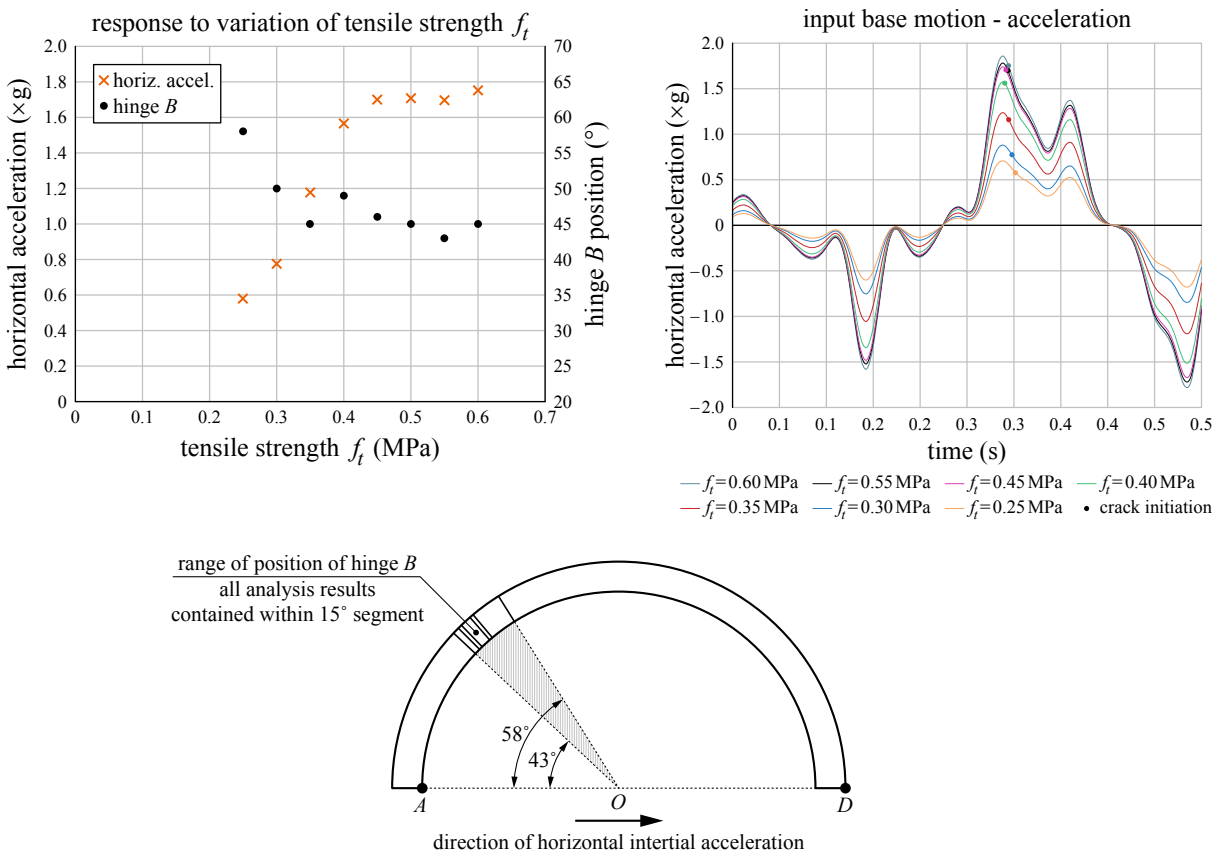 response to variation of tensile strength f_t
2.0
1.8
1.6
1.4
1.2
1.0
0.8
0.6
0.4
0.2
0
horizontal acceleration (×g)
× horiz. accel.
• hinge B
70
65
60
55
50
45
40
35
30
25
20
hinge B position (°)
0 0.1 0.2 0.3 0.4 0.5 0.6 0.7
tensile strength f_t (MPa)
input base motion - acceleration
2.0
1.5
1.0
0.5
0
−0.5
−1.0
−1.5
−2.0
horizontal acceleration (×g)
0 0.1 0.1 0.2 0.2 0.3 0.3 0.4 0.4 0.5 0.5
time (s)
f_t=0.60 MPa f_t=0.55 MPa f_t=0.45 MPa f_t=0.40 MPa
f_t=0.35 MPa f_t=0.30 MPa f_t=0.25 MPa • crack initiation
range of position of hinge B
all analysis results
contained within 15° segment
58°
43°
A O D
direction of horizontal intertial acceleration